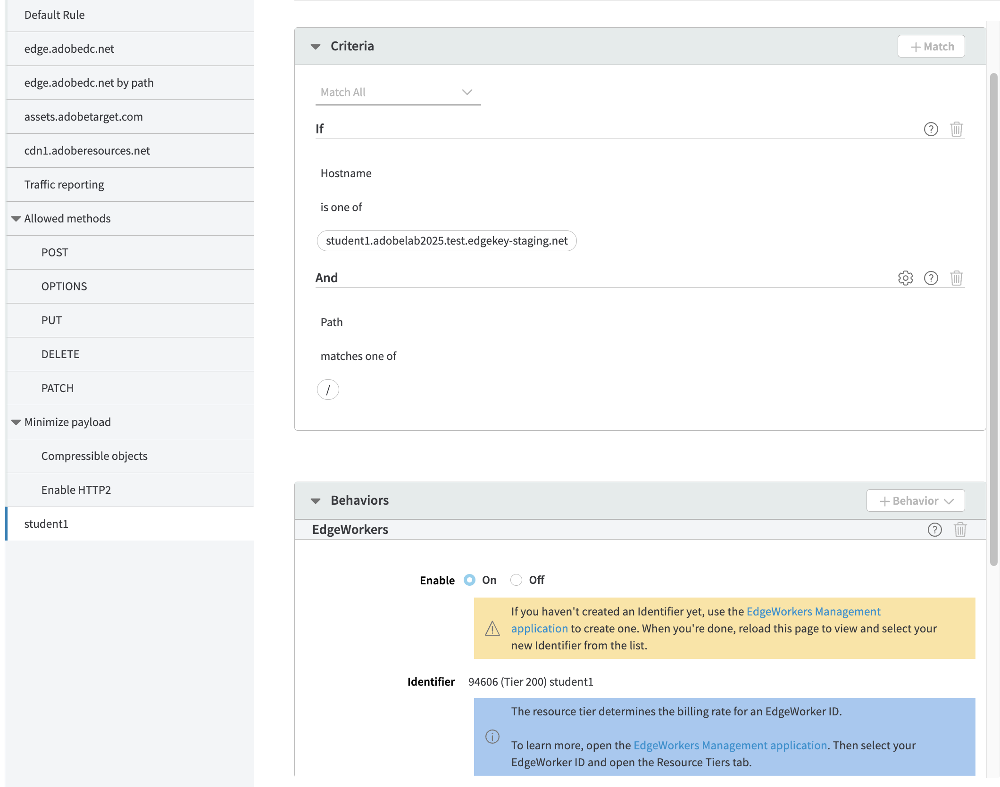 Default Rule
edge.adobedc.net
edge.adobedc.net by path
assets.adobetarget.com
cdn1.adoberesources.net
Traffic reporting
Allowed methods
POST
OPTIONS
PUT
DELETE
PATCH
Minimize payload
Compressible objects
Enable HTTP2
student1
Criteria
Match
Match All
If
Hostname
is one of
student1.adobelab2025.test.edgekey-staging.net
And
Path
matches one of
/
Behaviors
Behavior
EdgeWorkers
Enable On Off
If you haven't created an Identifier yet, use the EdgeWorkers Management
application to create one. When you're done, reload this page to view and select your
new Identifier from the list.
Identifier 94606 (Tier 200) student1
The resource tier determines the billing rate for an EdgeWorker ID.
To learn more, open the EdgeWorkers Management application. Then select your
EdgeWorker ID and open the Resource Tiers tab.